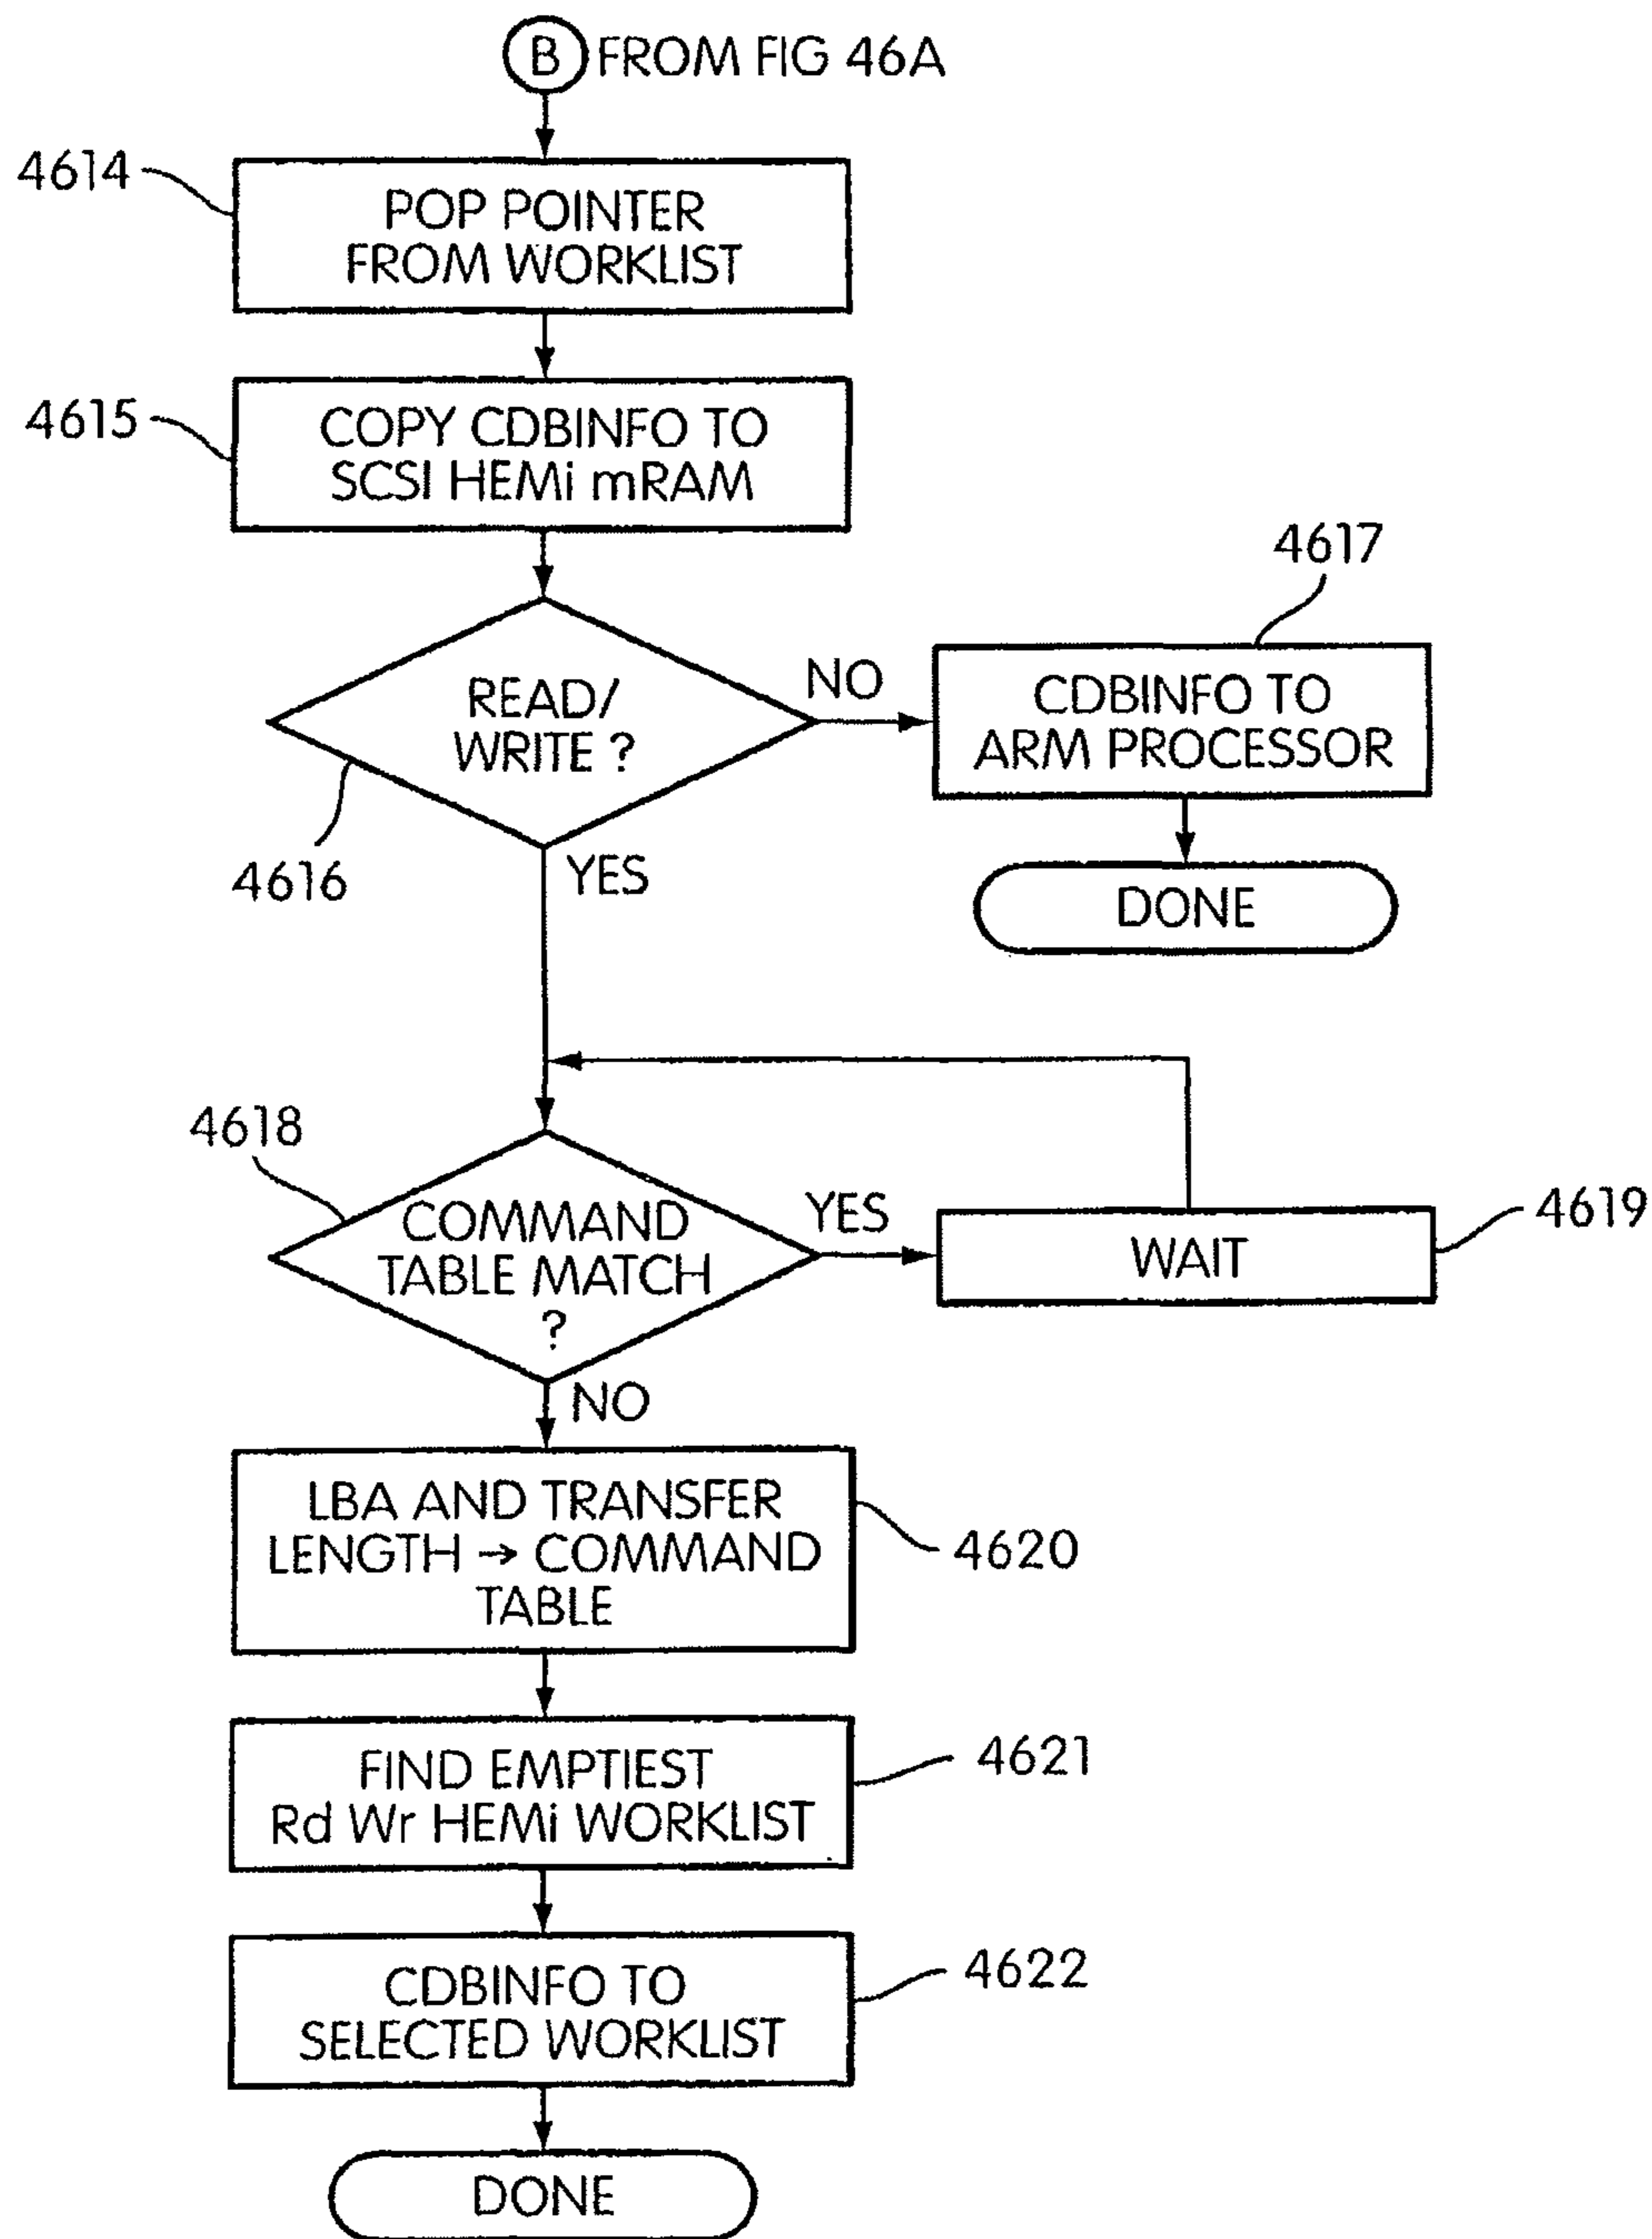 B FROM FIG 46A
4614
POP POINTER
FROM WORKLIST
4615
COPY CDBINFO TO
SCSI HEMi mRAM
4617
READ/
WRITE ?
NO
CDBINFO TO
ARM PROCESSOR
4616
YES
DONE
4618
COMMAND
TABLE MATCH
?
YES
WAIT
4619
NO
LBA AND TRANSFER
LENGTH → COMMAND
TABLE
4620
FIND EMPTIEST
Rd Wr HEMi WORKLIST
4621
CDBINFO TO
SELECTED WORKLIST
4622
DONE